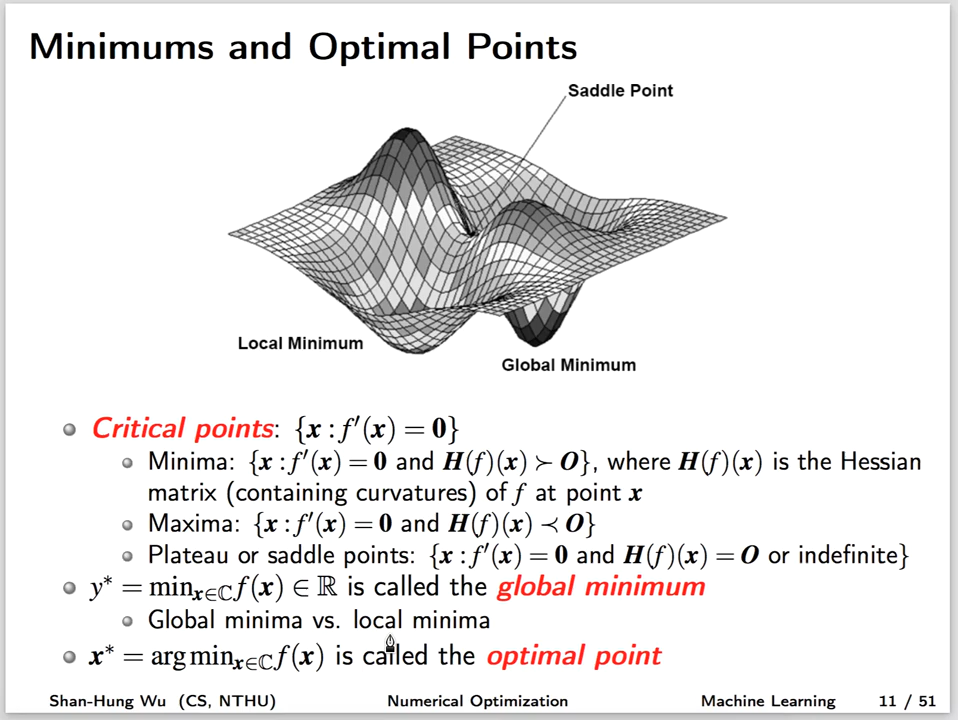 Minimums and Optimal Points
Saddle Point
Local Minimum
Global Minimum
Critical points: {x : f′(x) = 0}
Minima: {x : f′(x) = 0 and H(f)(x) ≻ O}, where H(f)(x) is the Hessian
matrix (containing curvatures) of f at point x
Maxima: {x : f′(x) = 0 and H(f)(x) ≺ O}
Plateau or saddle points: {x : f′(x) = 0 and H(f)(x) = O or indefinite}
y* = min_{x∈ℂ} f(x) ∈ ℝ is called the global minimum
Global minima vs. local minima
x* = arg min_{x∈ℂ} f(x) is called the optimal point
Shan-Hung Wu (CS, NTHU) Numerical Optimization Machine Learning 11 / 51